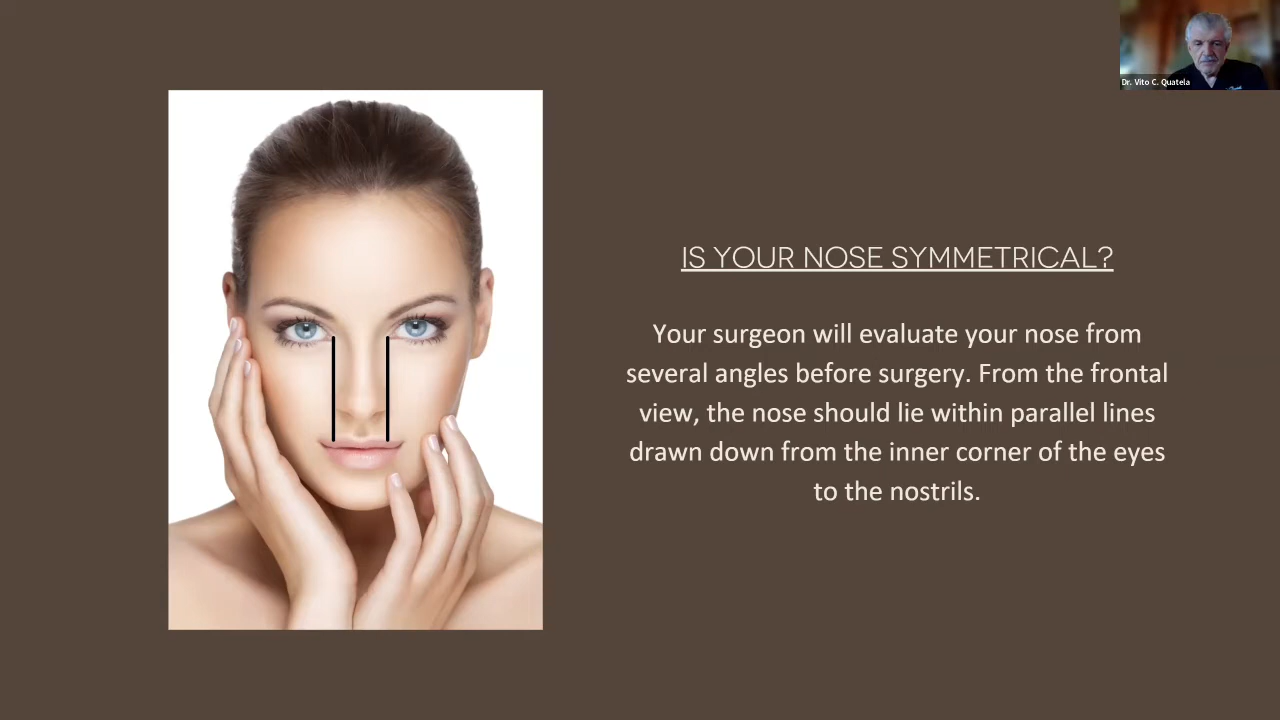 Dr. Vito C. Quatela
IS YOUR NOSE SYMMETRICAL?
Your surgeon will evaluate your nose from
several angles before surgery. From the frontal
view, the nose should lie within parallel lines
drawn down from the inner corner of the eyes
to the nostrils.